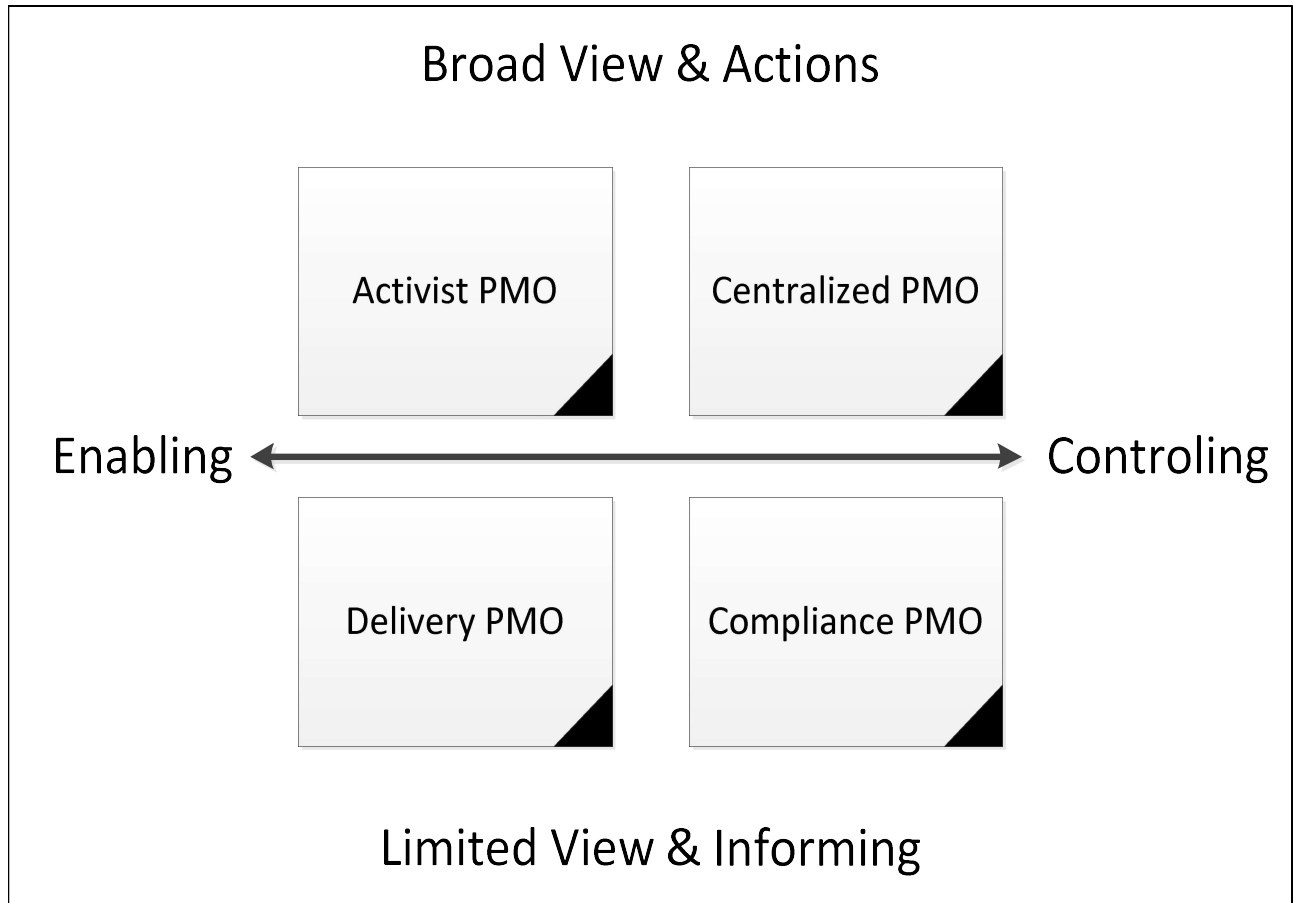 Broad View & Actions
Activist PMO
Centralized PMO
Enabling
Controling
Delivery PMO
Compliance PMO
Limited View & Informing